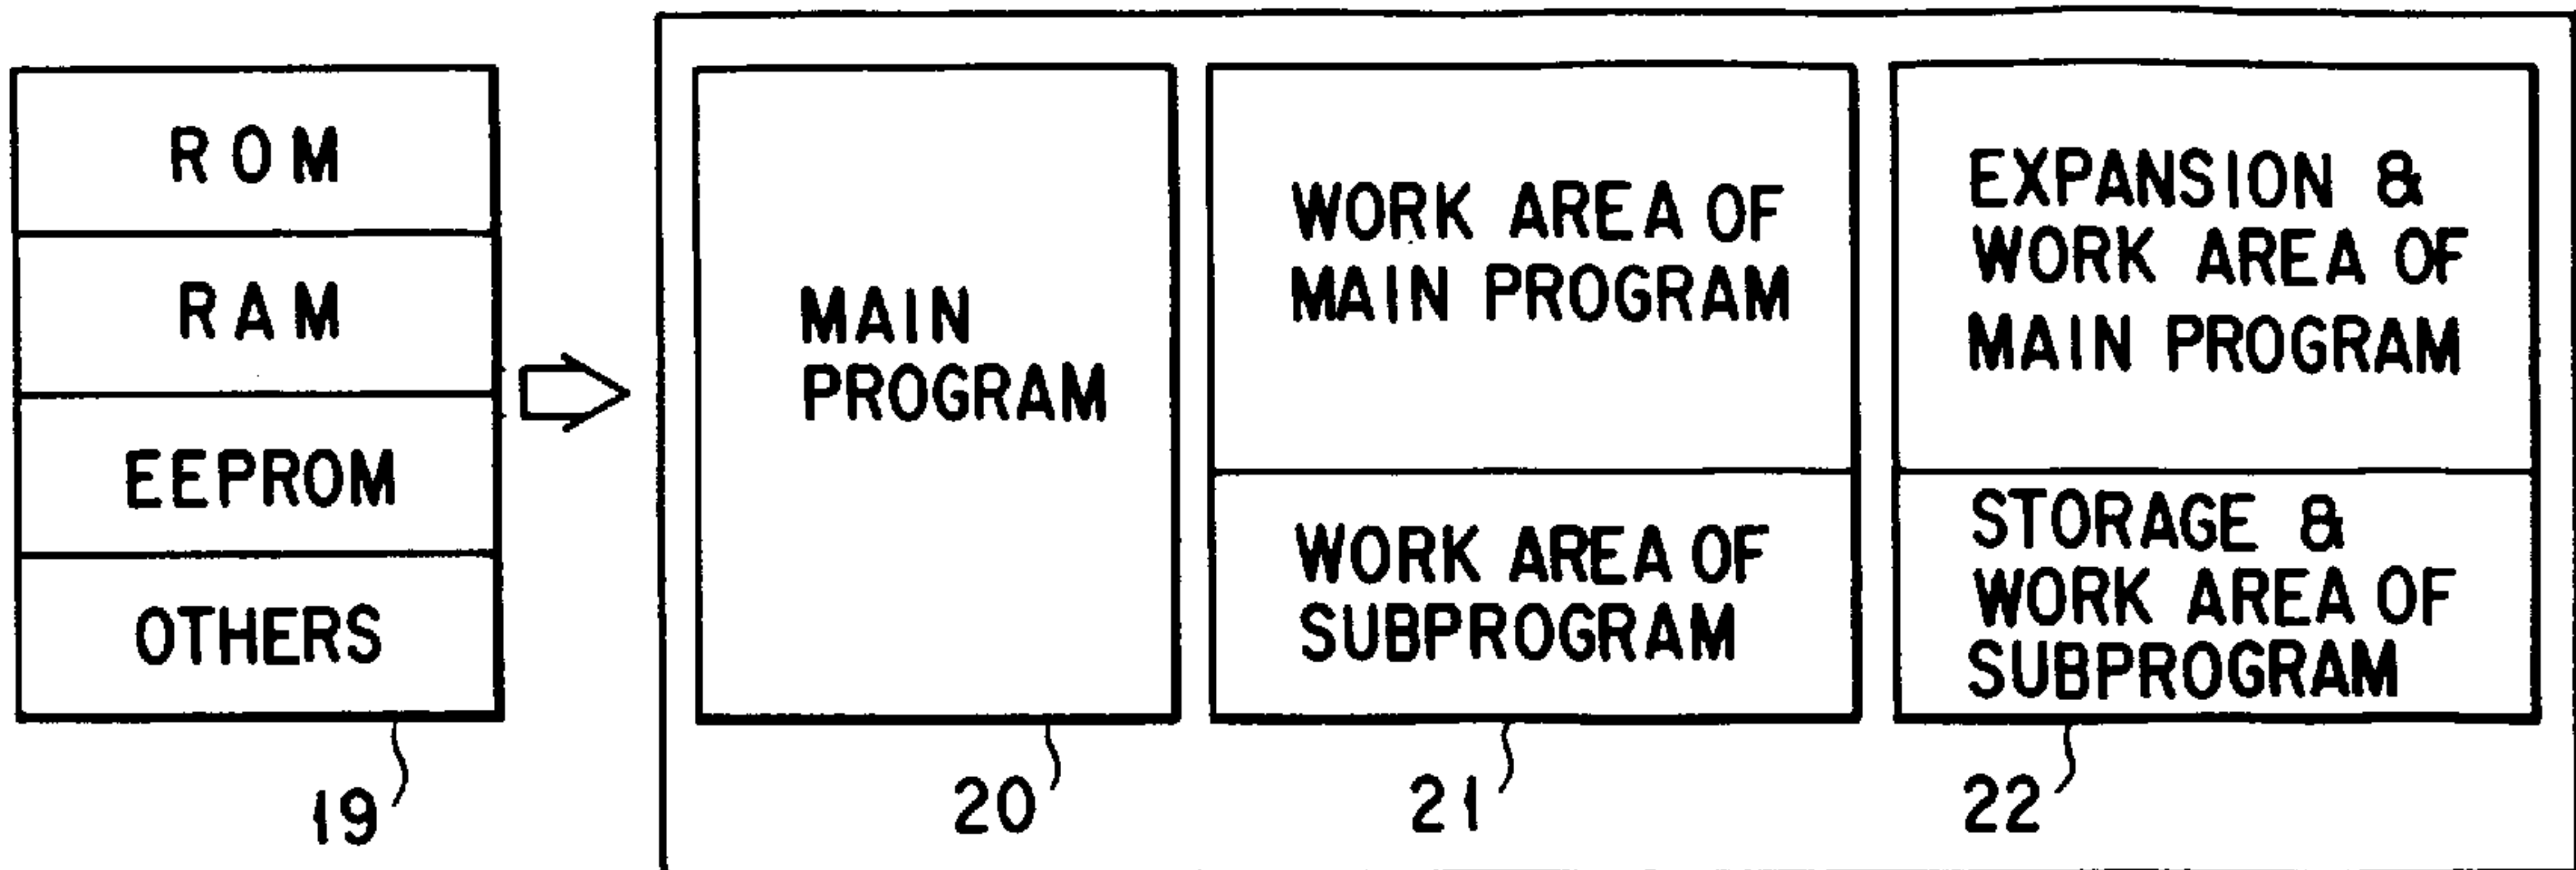 ROM
RAM
EEPROM
OTHERS
19
MAIN
PROGRAM
20
WORK AREA OF
MAIN PROGRAM
WORK AREA OF
SUBPROGRAM
21
EXPANSION &
WORK AREA OF
MAIN PROGRAM
STORAGE &
WORK AREA OF
SUBPROGRAM
22